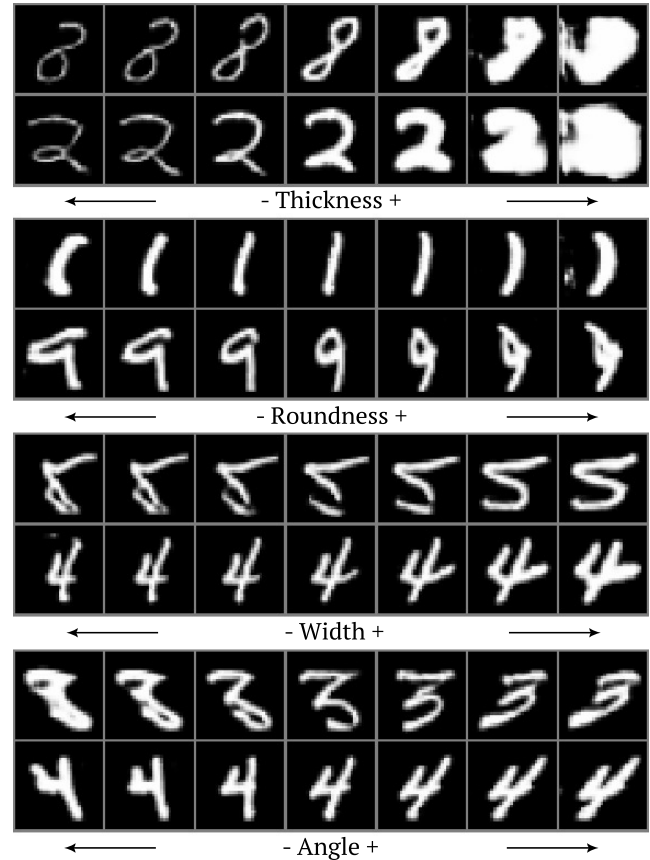 - Thickness +
- Roundness +
- Width +
- Angle +